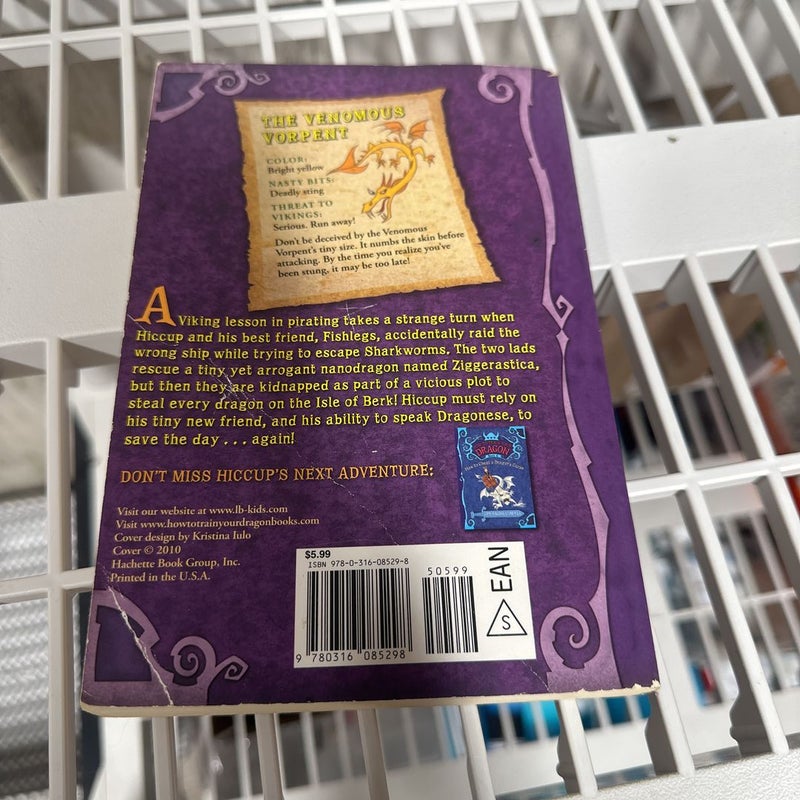 THE VENOMOUS
VORPENT
COLOR:
Bright yellow
NASTY BITS:
Deadly sting
THREAT TO
VIKINGS:
Serious. Run away!
Don't be deceived by the Venomous
Vorpent's tiny size. It numbs the skin before
attacking. By the time you realize you've
been stung, it may be too late!
A Viking lesson in pirating takes a strange turn when
Hiccup and his best friend, Fishlegs, accidentally raid the
wrong ship while trying to escape Sharkworms. The two lads
rescue a tiny yet arrogant nanodragon named Ziggerastica,
but then they are kidnapped as part of a vicious plot to
steal every dragon on the Isle of Berk! Hiccup must rely on
his tiny new friend, and his ability to speak Dragonese, to
save the day . . . again!
DON'T MISS HICCUP'S NEXT ADVENTURE:
DRAGON
Visit our website at www.lb-kids.com
Visit www.howtotrainyourdragonbooks.com
Cover design by Kristina Iulo
Cover © 2010
Hachette Book Group, Inc.
Printed in the U.S.A.
$5.99
ISBN 978-0-316-08529-8
50599
9 780316 085298
S EAN